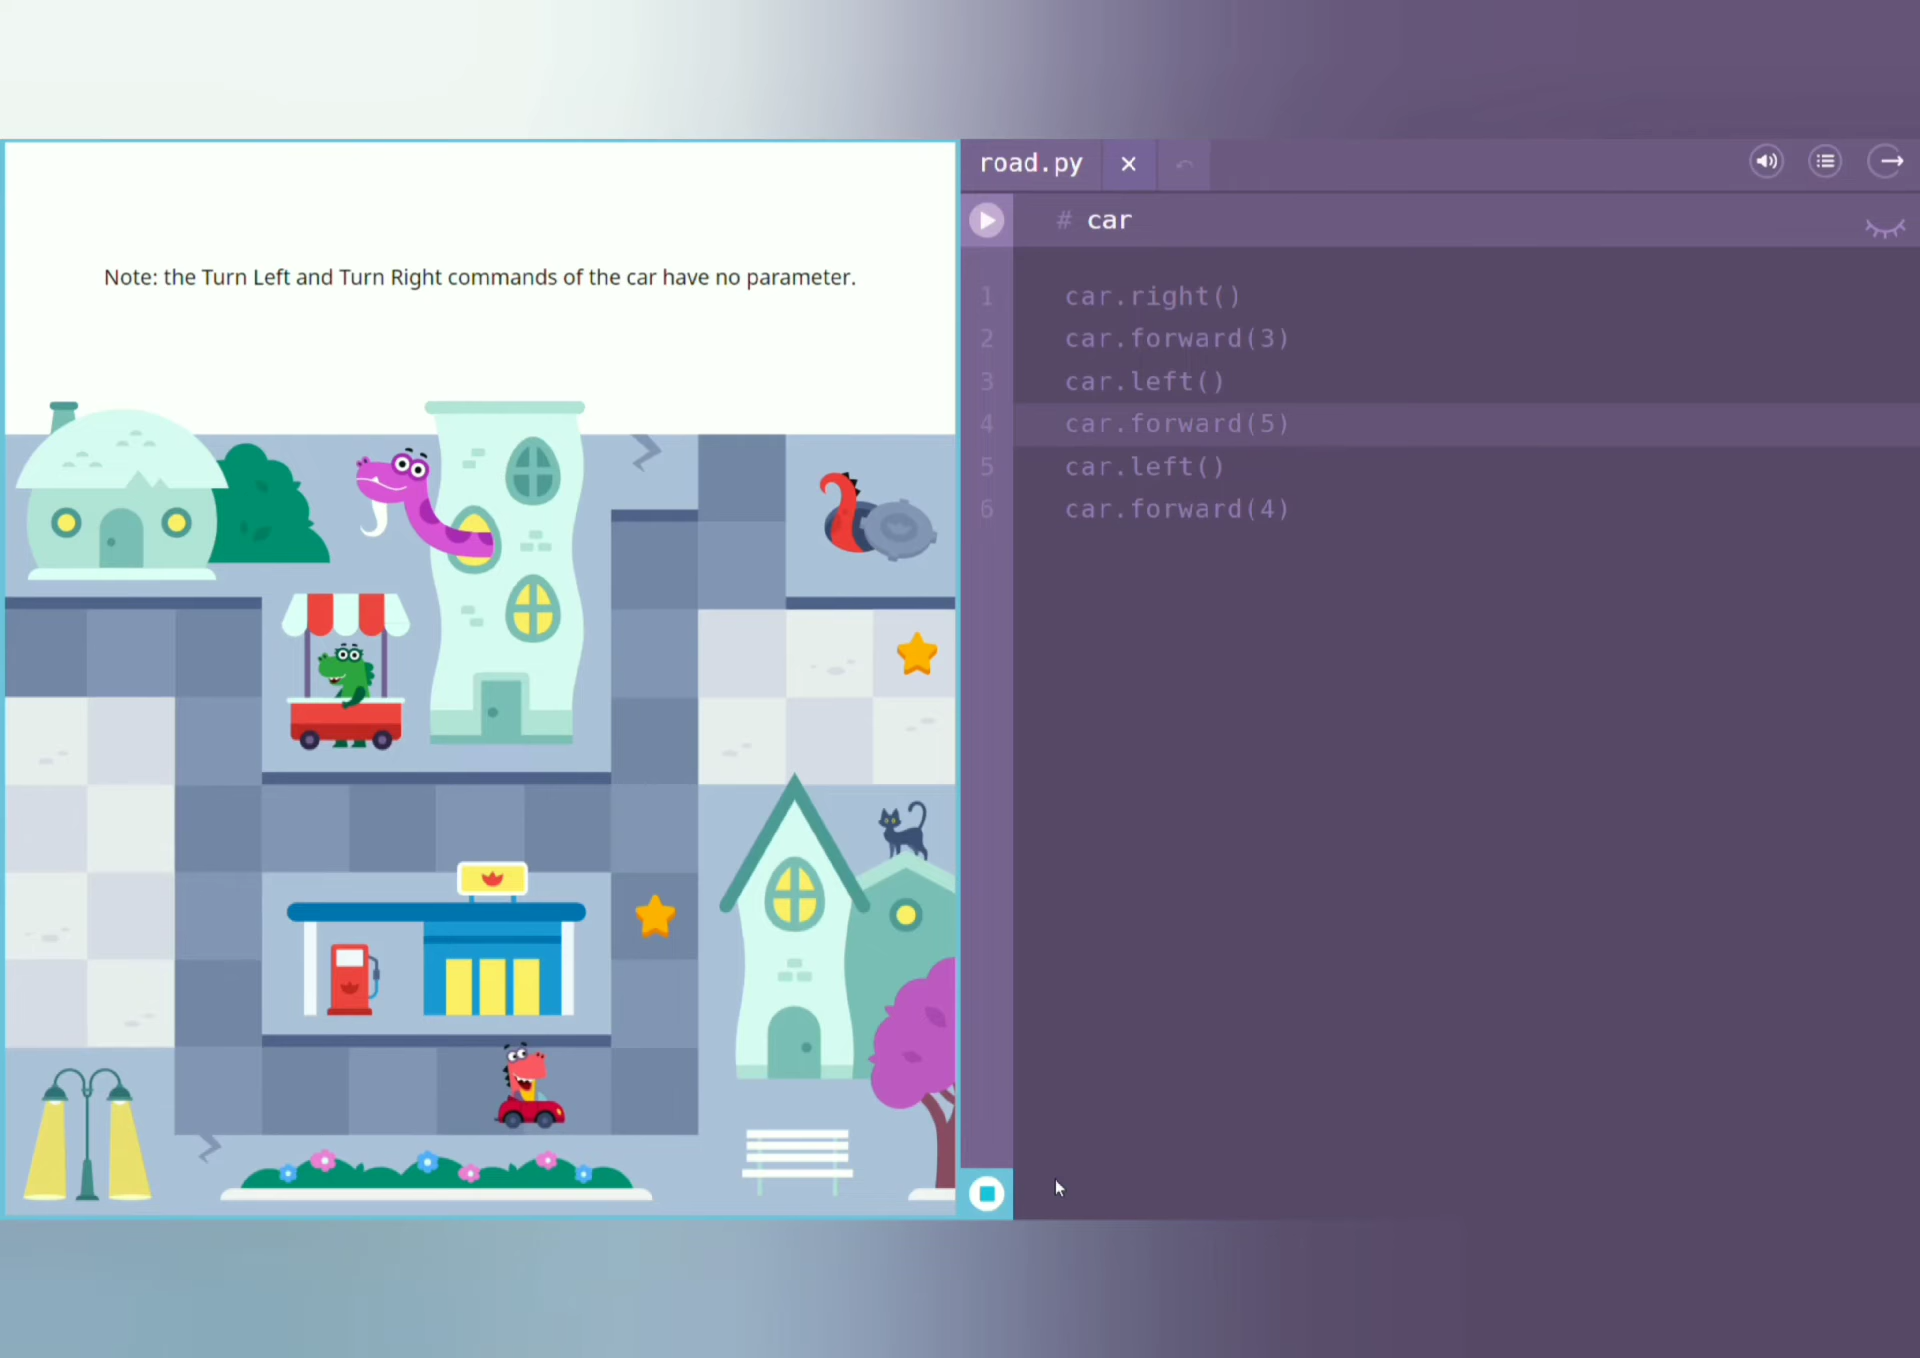 road.py
Note: the Turn Left and Turn Right commands of the car have no parameter.
# car
1 car.right()
2 car.forward(3)
3 car.left()
4 car.forward(5)
5 car.left()
6 car.forward(4)